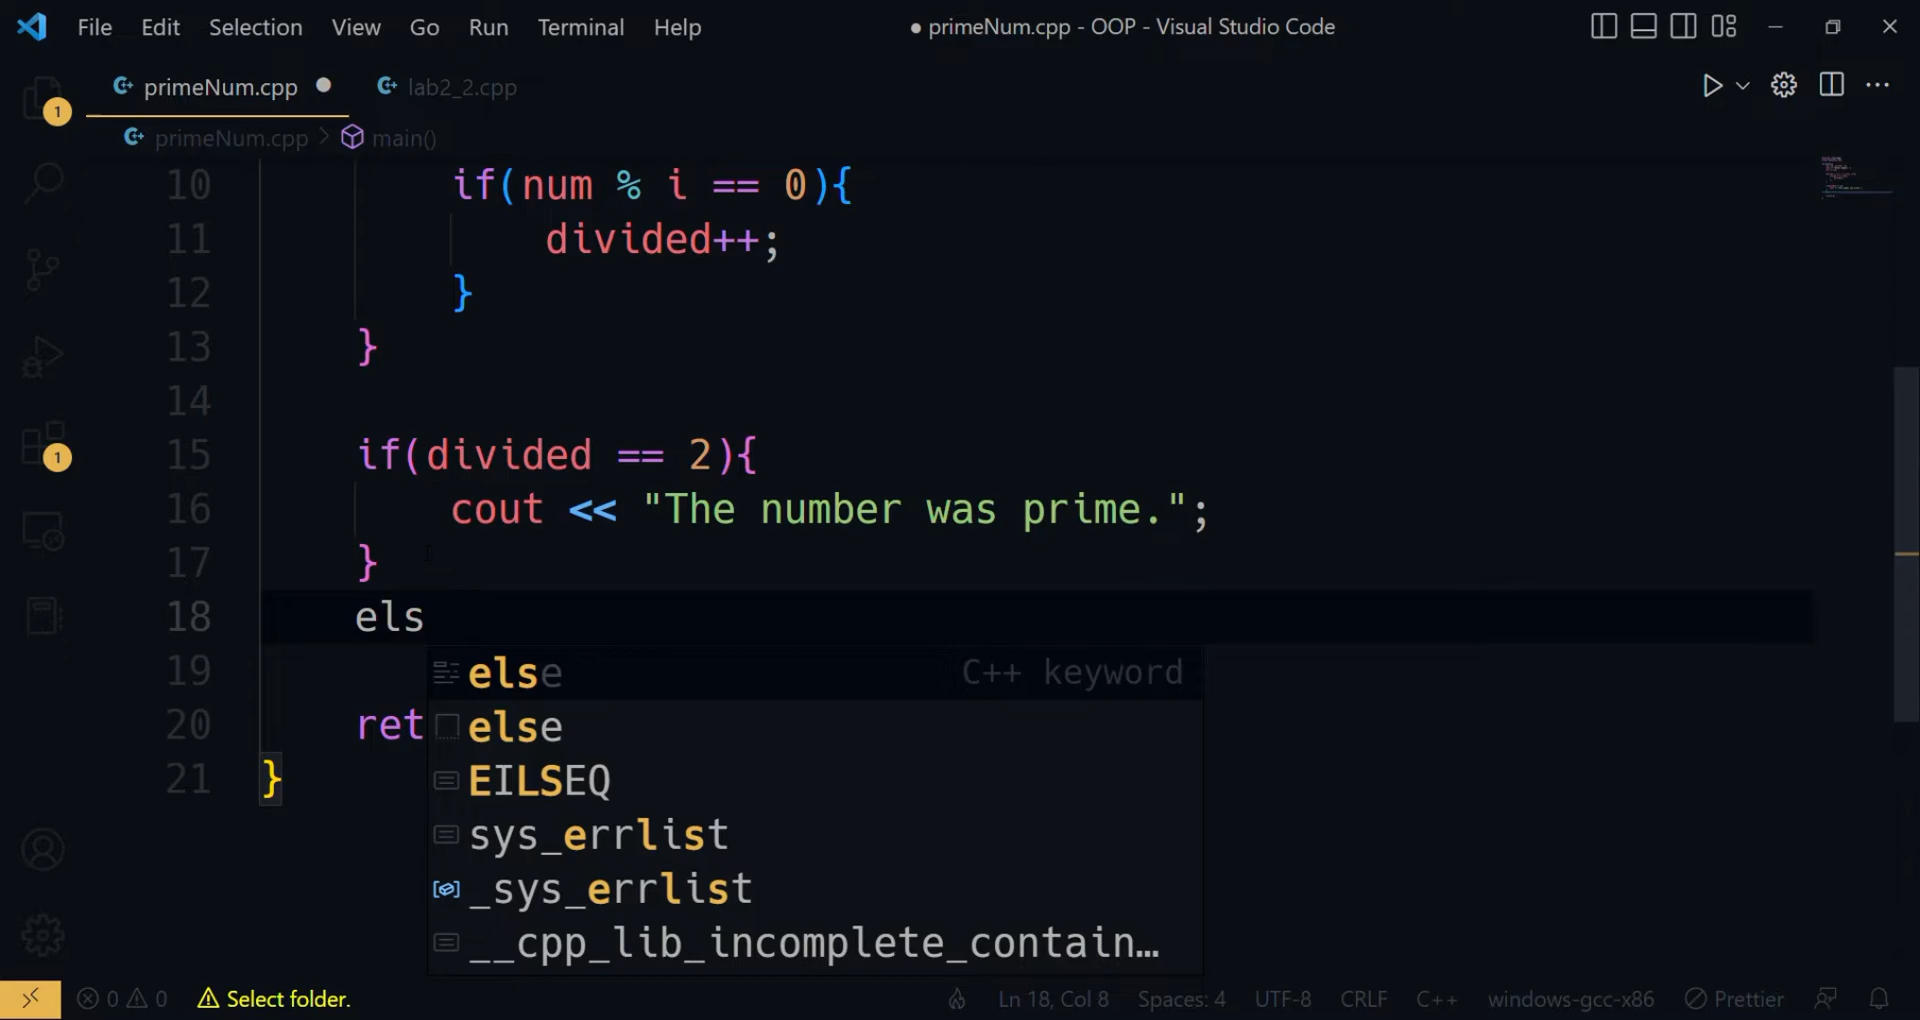 File Edit Selection View Go Run Terminal Help ● primeNum.cpp - OOP - Visual Studio Code
primeNum.cpp ● lab2_2.cpp
1
primeNum.cpp > main()
10 if(num % i == 0){
11 divided++;
12 }
13 }
14
15 if(divided == 2){
1
16 cout << "The number was prime.";
17 }
18 els
else C++ keyword
19
else
20 ret
EILSEQ
21 }
sys_errlist
_sys_errlist
__cpp_lib_incomplete_contain…
0 0 Select folder. Ln 18, Col 8 Spaces: 4 UTF-8 CRLF C++ windows-gcc-x86 Prettier